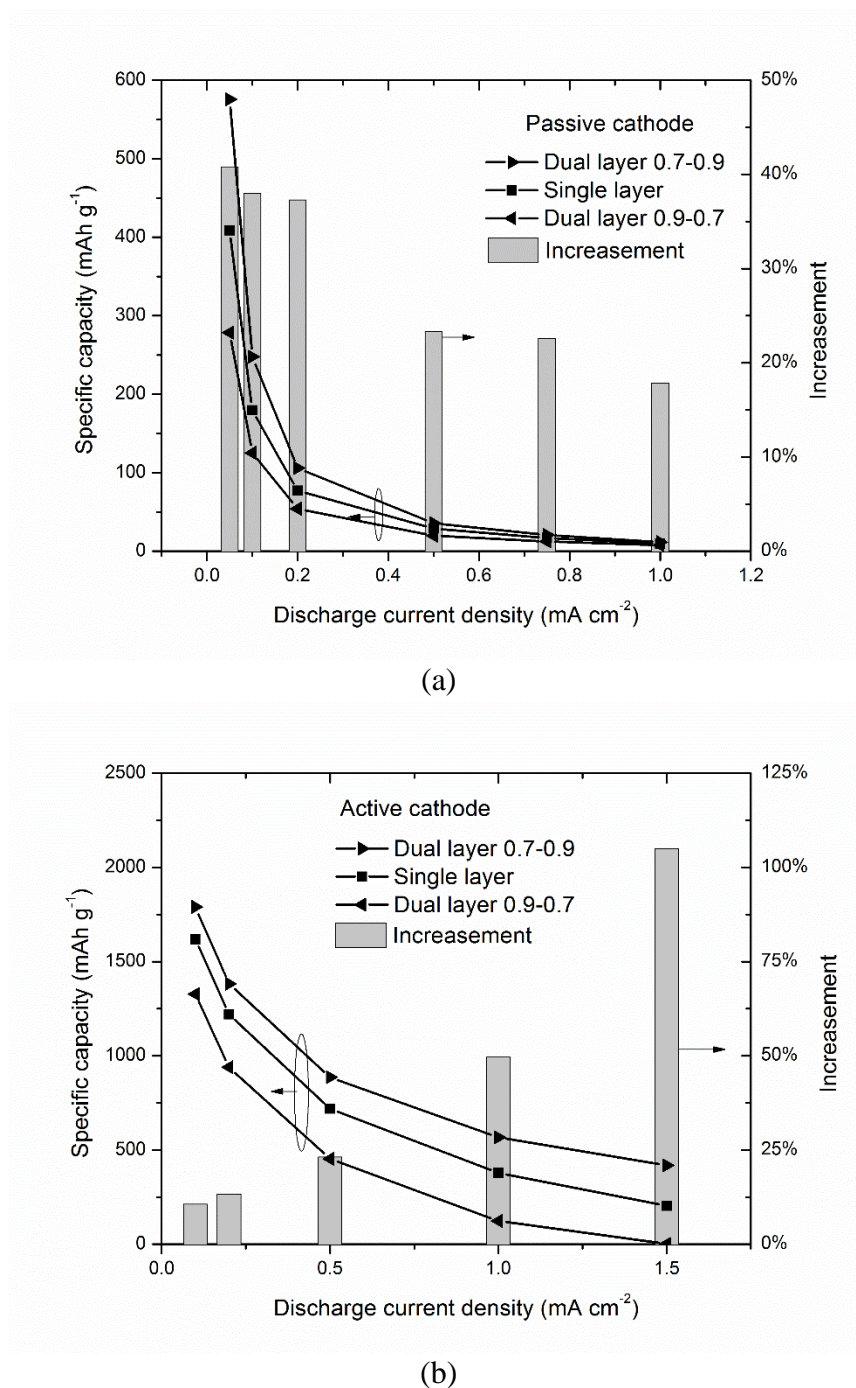 600
500
400
300
200
100
0
Specific capacity (mAh g⁻¹)
50%
40%
30%
20%
10%
0%
Increasement
Passive cathode
Dual layer 0.7-0.9
Single layer
Dual layer 0.9-0.7
Increasement
0.0 0.2 0.4 0.6 0.8 1.0 1.2
Discharge current density (mA cm⁻²)
(a)
2500
2000
1500
1000
500
0
Specific capacity (mAh g⁻¹)
125%
100%
75%
50%
25%
0%
Increasement
Active cathode
Dual layer 0.7-0.9
Single layer
Dual layer 0.9-0.7
Increasement
0.0 0.5 1.0 1.5
Discharge current density (mA cm⁻²)
(b)